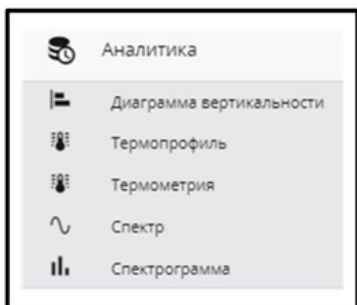 Аналитика
Диаграмма вертикальности
Термопрофиль
Термометрия
Спектр
Спектрограмма